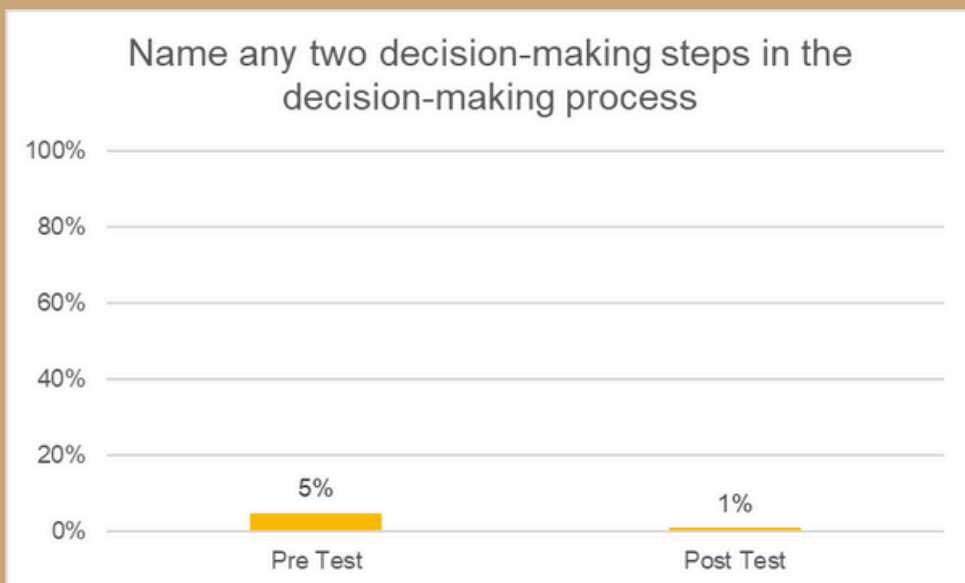 Name any two decision-making steps in the
decision-making process
100%
80%
60%
40%
20%
0%
5%
1%
Pre Test
Post Test